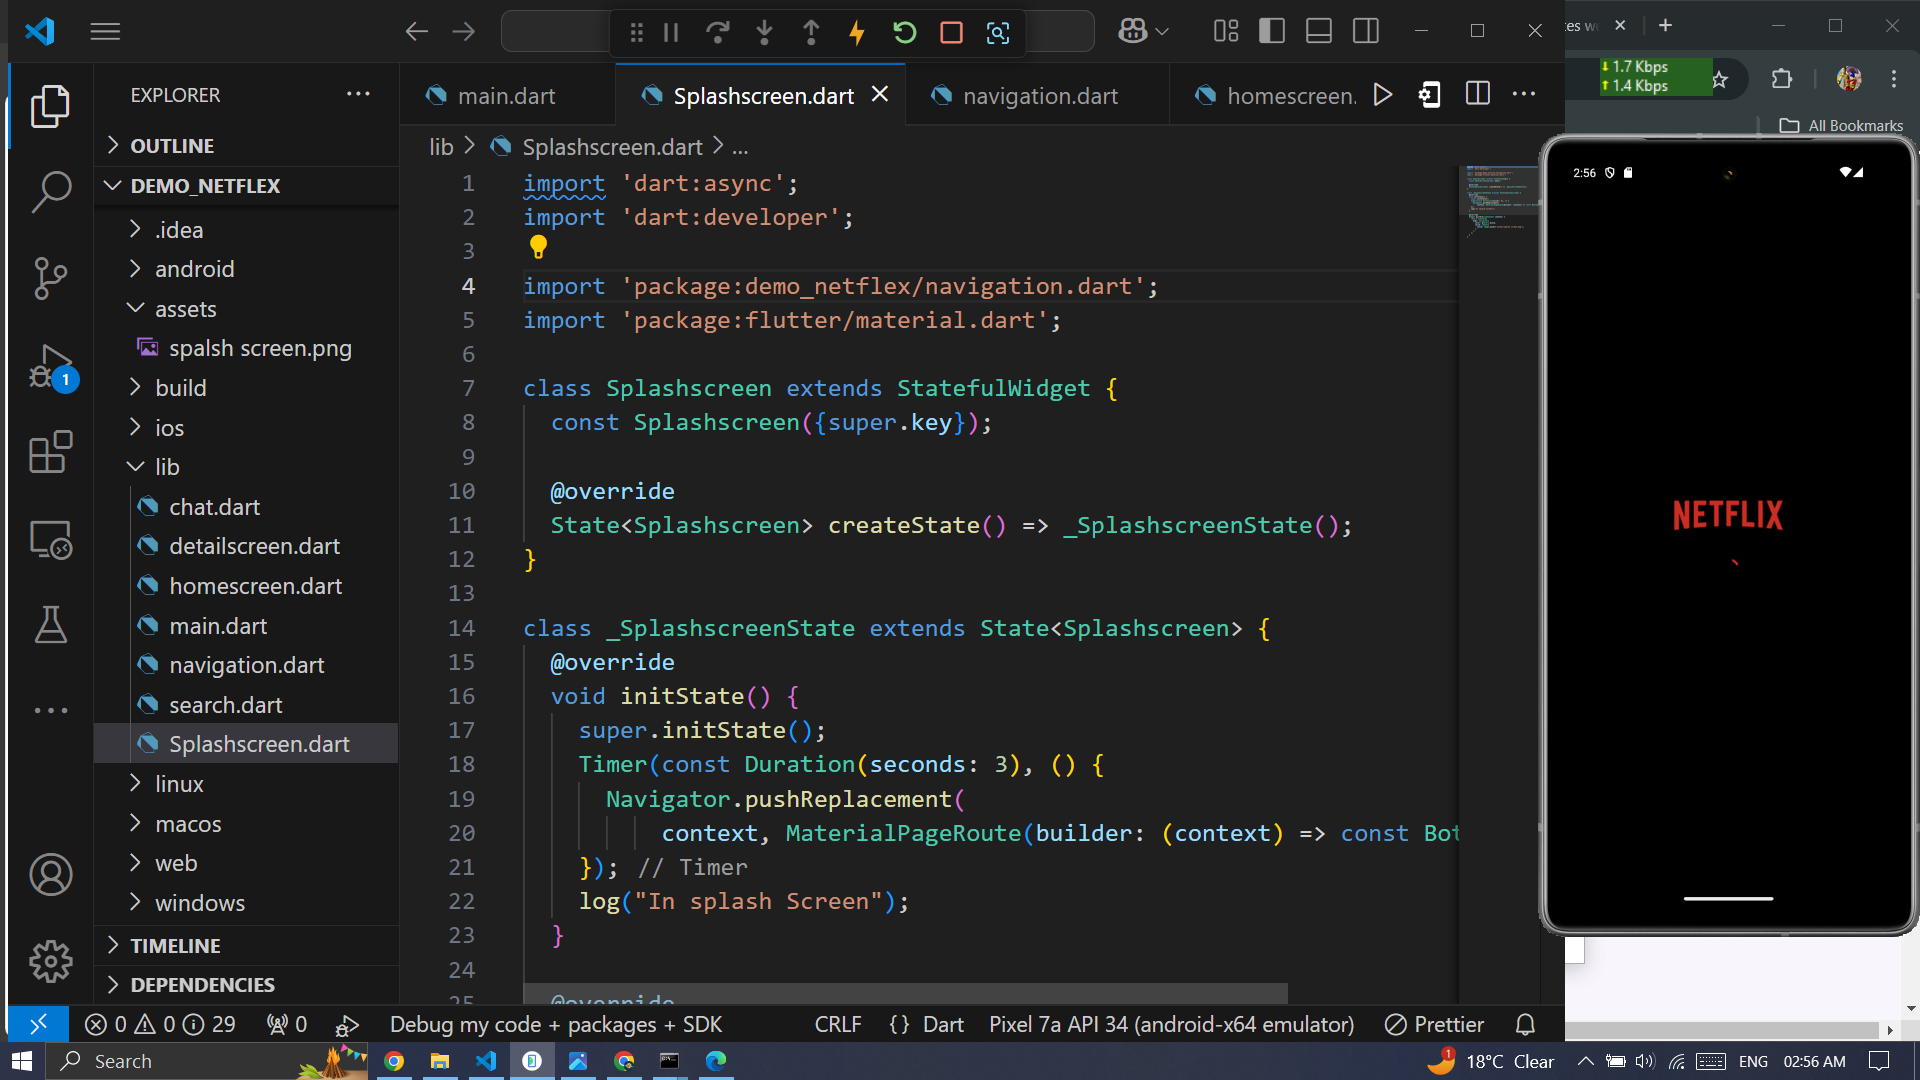 EXPLORER
OUTLINE
DEMO_NETFLEX
.idea
android
assets
spalsh screen.png
build
ios
lib
chat.dart
detailscreen.dart
homescreen.dart
main.dart
navigation.dart
search.dart
Splashscreen.dart
linux
macos
web
windows
TIMELINE
DEPENDENCIES
1
main.dart
Splashscreen.dart
navigation.dart
homescreen.
lib > Splashscreen.dart > ...
1 import 'dart:async';
2 import 'dart:developer';
3
4 import 'package:demo_netflex/navigation.dart';
5 import 'package:flutter/material.dart';
6
7 class Splashscreen extends StatefulWidget {
8 const Splashscreen({super.key});
9
10 @override
11 State<Splashscreen> createState() => _SplashscreenState();
12 }
13
14 class _SplashscreenState extends State<Splashscreen> {
15 @override
16 void initState() {
17 super.initState();
18 Timer(const Duration(seconds: 3), () {
19 Navigator.pushReplacement(
20 context, MaterialPageRoute(builder: (context) => const Bot
21 }); // Timer
22 log("In splash Screen");
23 }
24
25 @override
1.7 Kbps
1.4 Kbps
All Bookmarks
2:56
NETFLIX
0 0 29 0
Debug my code + packages + SDK
CRLF
{ } Dart
Pixel 7a API 34 (android-x64 emulator)
Prettier
Search
1
18°C Clear
ENG
02:56 AM